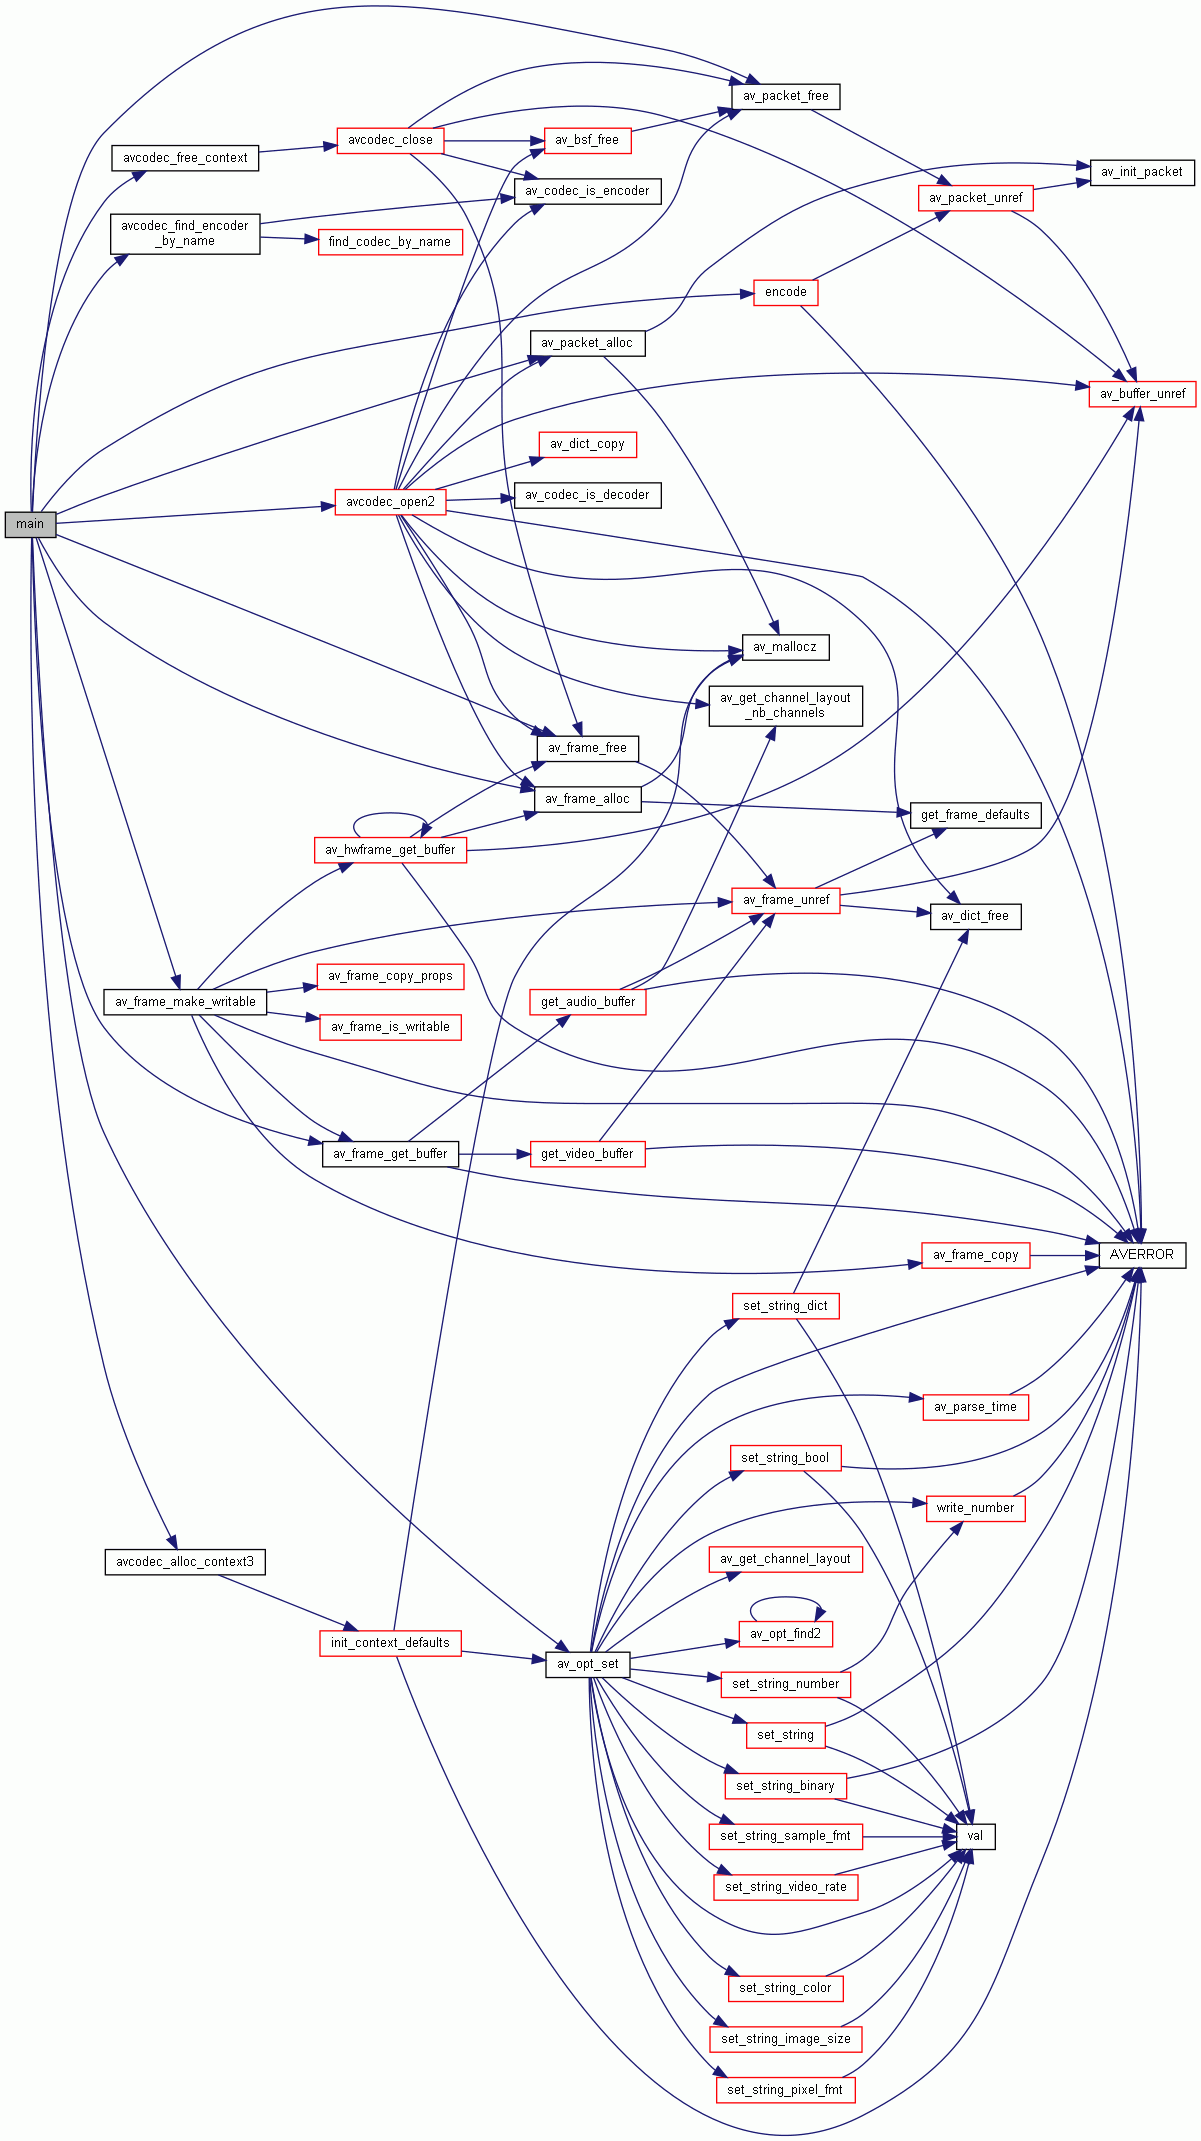 av_packet_free
avcodec_close
av_bsf_free
avcodec_free_context
av_init_packet
av_codec_is_encoder
av_packet_unref
avcodec_find_encoder
_by_name
find_codec_by_name
encode
av_packet_alloc
av_buffer_unref
av_dict_copy
av_codec_is_decoder
avcodec_open2
main
av_mallocz
av_get_channel_layout
_nb_channels
av_frame_free
av_frame_alloc
get_frame_defaults
av_hwframe_get_buffer
av_frame_unref
av_dict_free
av_frame_copy_props
av_frame_make_writable
get_audio_buffer
av_frame_is_writable
av_frame_get_buffer
get_video_buffer
av_frame_copy
AVERROR
set_string_dict
av_parse_time
set_string_bool
write_number
avcodec_alloc_context3
av_get_channel_layout
av_opt_find2
init_context_defaults
av_opt_set
set_string_number
set_string
set_string_binary
set_string_sample_fmt
val
set_string_video_rate
set_string_color
set_string_image_size
set_string_pixel_fmt